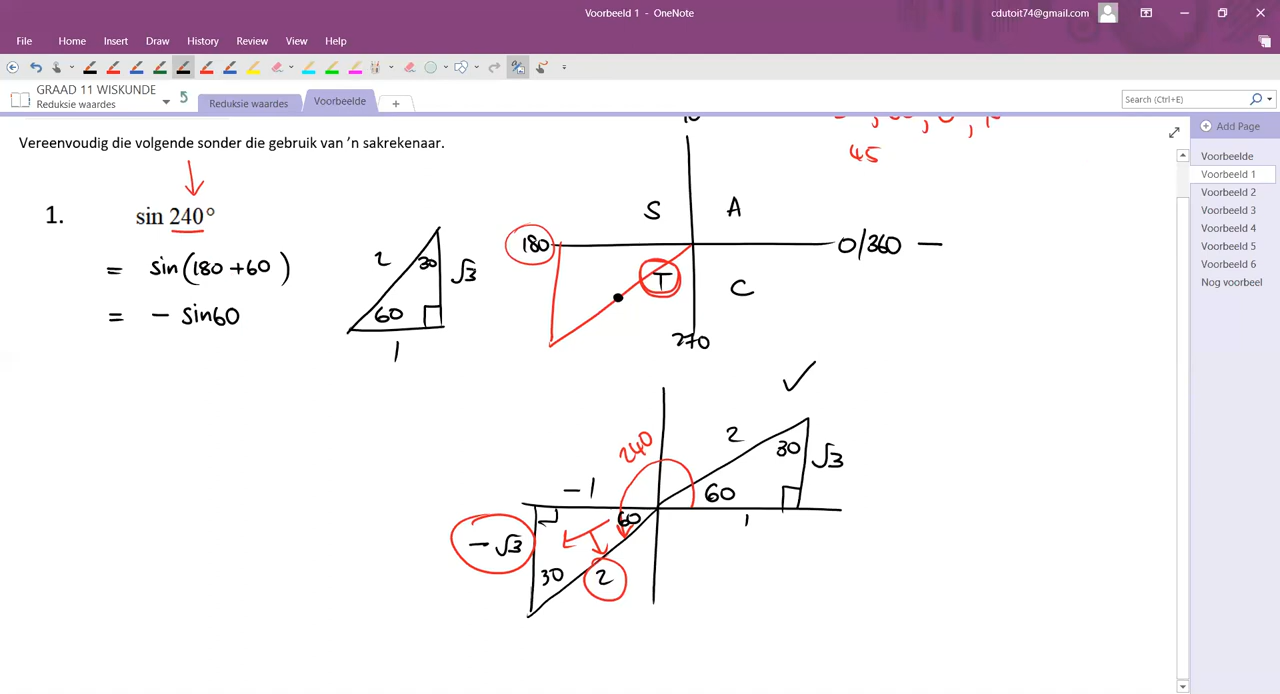 Voorbeeld 1 - OneNote
cdutoit74@gmail.com
File Home Insert Draw History Review View Help
GRAAD 11 WISKUNDE
Reduksie waardes
Reduksie waardes
Voorbeelde
+
Search (Ctrl+E)
Add Page
Voorbeelde
Voorbeeld 1
Voorbeeld 2
Voorbeeld 3
Voorbeeld 4
Voorbeeld 5
Voorbeeld 6
Nog voorbeel
Vereenvoudig die volgende sonder die gebruik van 'n sakrekenaar.
45
1. sin 240°
= sin(180+60)
= - sin60
2 30 √3
60
1
S A
180 0/360 —
T C
270
240
2 30 √3
60
1
-1
60
-√3
30 2